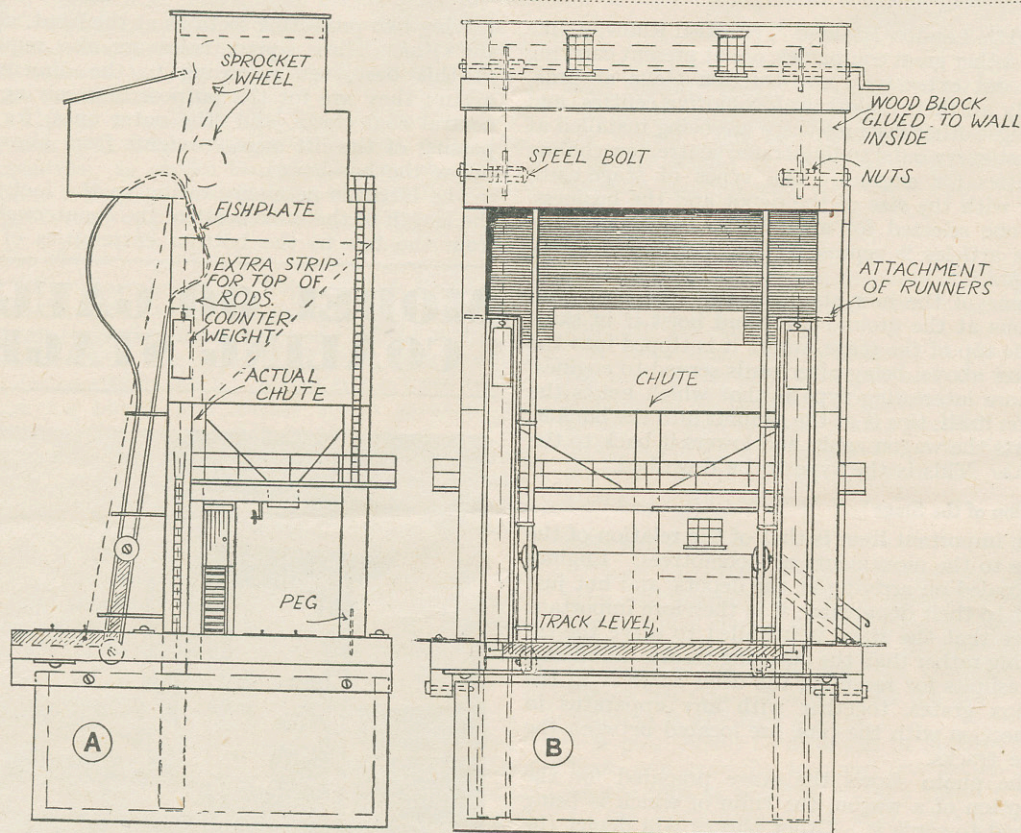 SPROCKET
WHEEL
FISHPLATE
EXTRA STRIP
FOR TOP OF
RODS.
COUNTER
WEIGHT
ACTUAL
CHUTE
PEG
A
WOOD BLOCK
GLUED TO WALL
INSIDE
STEEL BOLT
NUTS
ATTACHMENT
OF RUNNERS
CHUTE
TRACK LEVEL
B